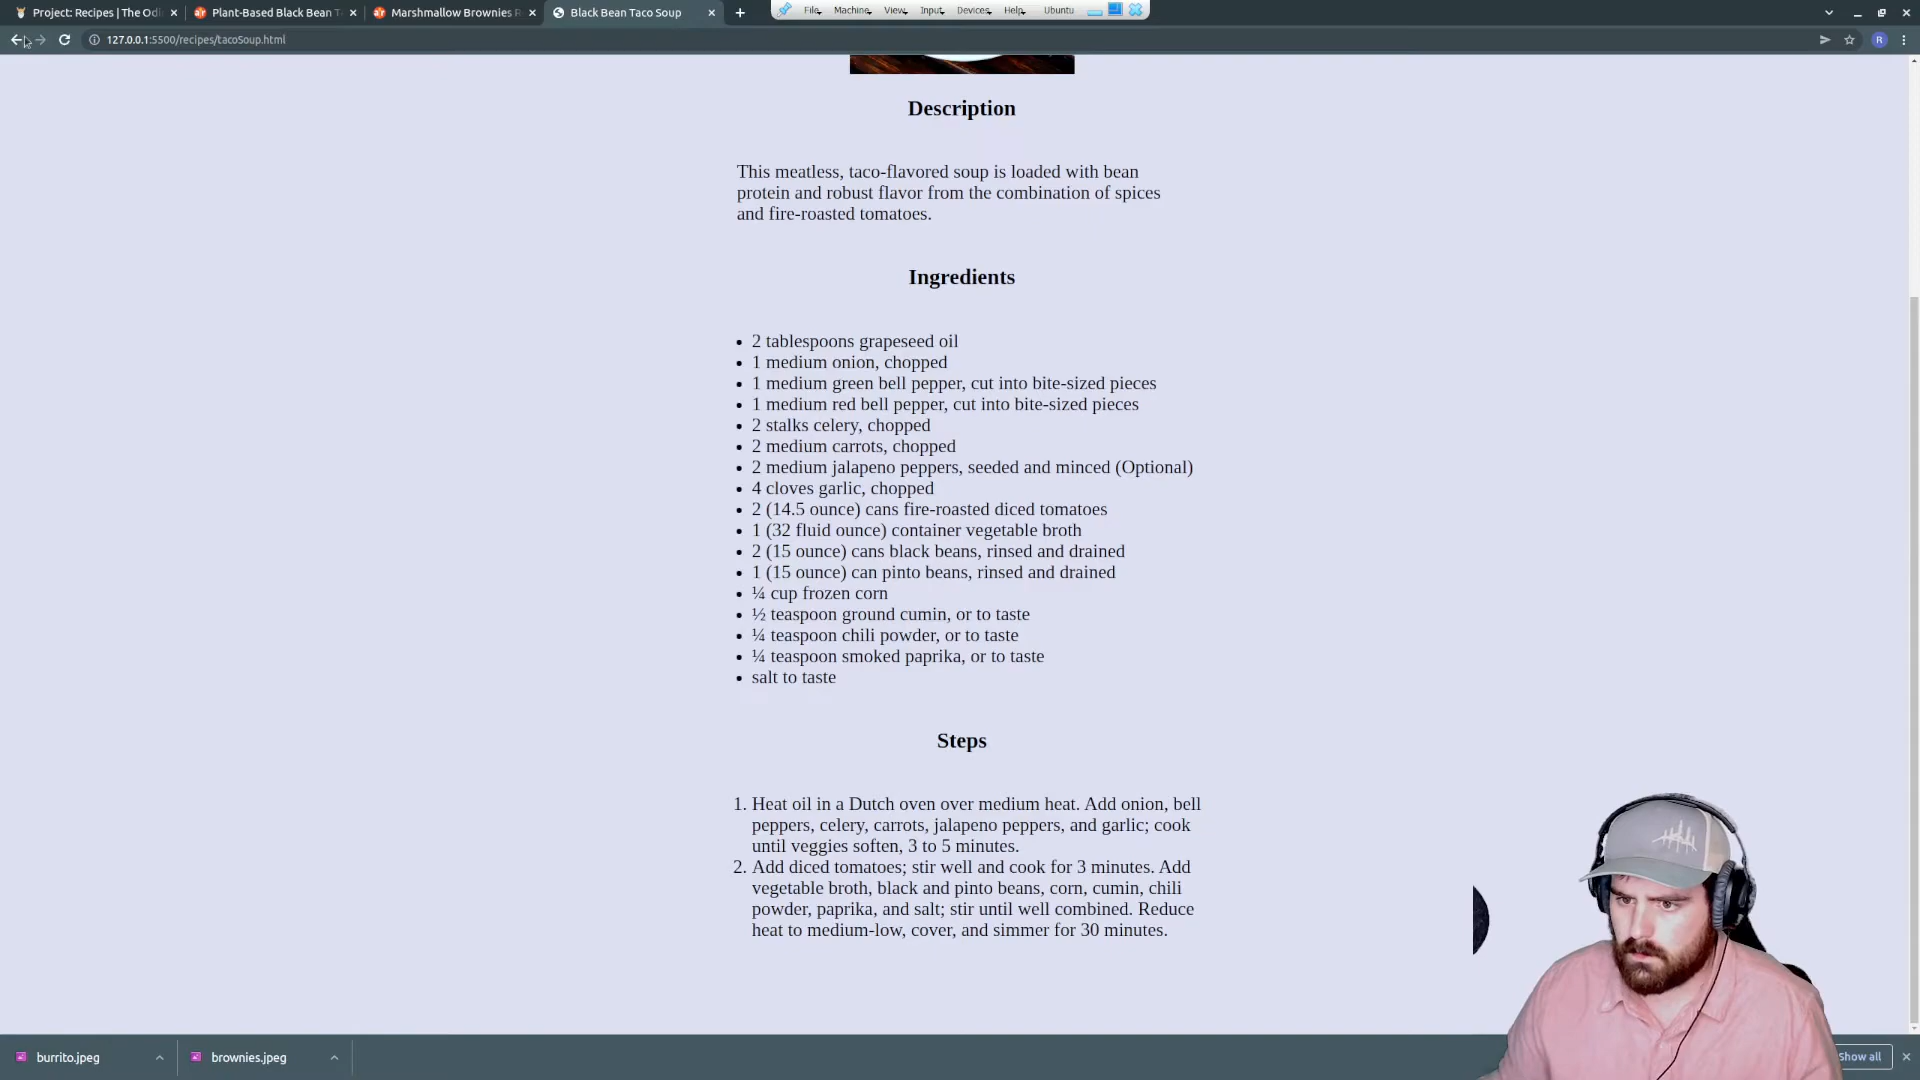 Project: Recipes | The Odi
Plant-Based Black Bean T
Marshmallow Brownies R
Black Bean Taco Soup
File Machine View Input Devices Help Ubuntu
127.0.0.1:5500/recipes/tacoSoup.html
R
Description
This meatless, taco-flavored soup is loaded with bean
protein and robust flavor from the combination of spices
and fire-roasted tomatoes.
Ingredients
• 2 tablespoons grapeseed oil
• 1 medium onion, chopped
• 1 medium green bell pepper, cut into bite-sized pieces
• 1 medium red bell pepper, cut into bite-sized pieces
• 2 stalks celery, chopped
• 2 medium carrots, chopped
• 2 medium jalapeno peppers, seeded and minced (Optional)
• 4 cloves garlic, chopped
• 2 (14.5 ounce) cans fire-roasted diced tomatoes
• 1 (32 fluid ounce) container vegetable broth
• 2 (15 ounce) cans black beans, rinsed and drained
• 1 (15 ounce) can pinto beans, rinsed and drained
• ¼ cup frozen corn
• ½ teaspoon ground cumin, or to taste
• ¼ teaspoon chili powder, or to taste
• ¼ teaspoon smoked paprika, or to taste
• salt to taste
Steps
1. Heat oil in a Dutch oven over medium heat. Add onion, bell
peppers, celery, carrots, jalapeno peppers, and garlic; cook
until veggies soften, 3 to 5 minutes.
2. Add diced tomatoes; stir well and cook for 3 minutes. Add
vegetable broth, black and pinto beans, corn, cumin, chili
powder, paprika, and salt; stir until well combined. Reduce
heat to medium-low, cover, and simmer for 30 minutes.
burrito.jpeg
brownies.jpeg
Show all